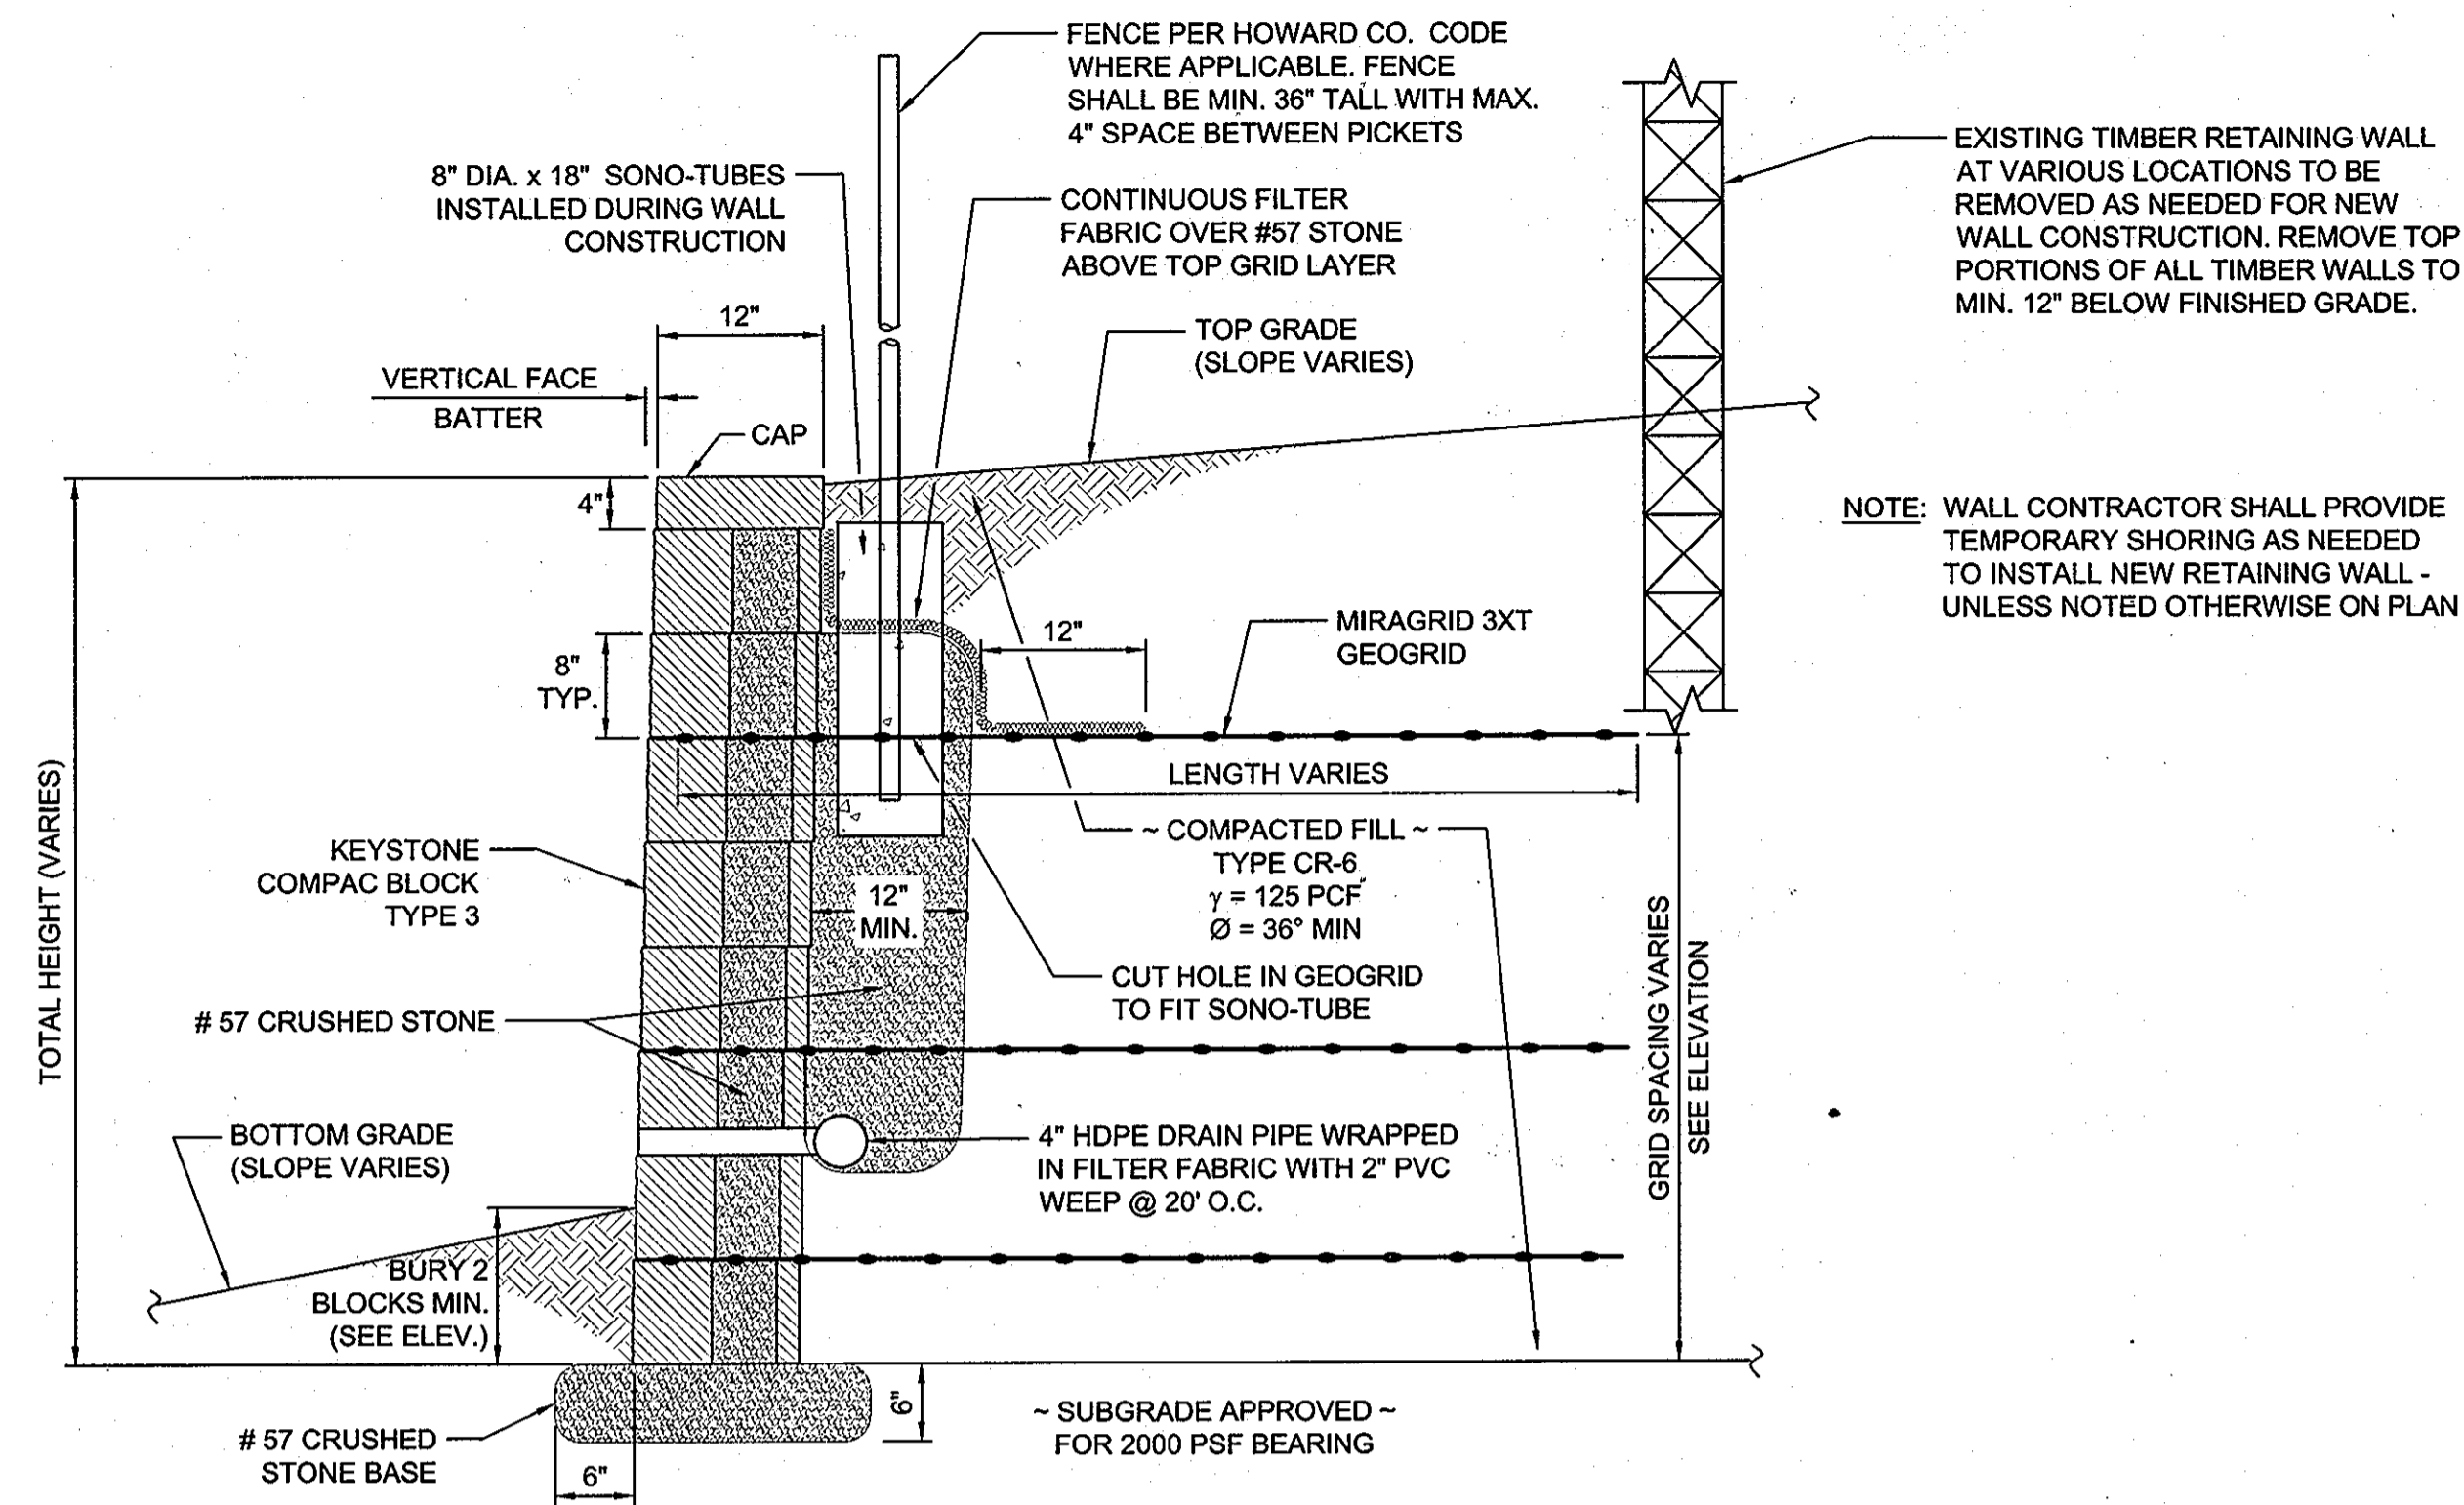 FENCE PER HOWARD CO. CODE
WHERE APPLICABLE. FENCE
SHALL BE MIN. 36" TALL WITH MAX.
4" SPACE BETWEEN PICKETS
8" DIA. x 18" SONO-TUBES
INSTALLED DURING WALL
CONSTRUCTION
CONTINUOUS FILTER
FABRIC OVER #57 STONE
ABOVE TOP GRID LAYER
EXISTING TIMBER RETAINING WALL
AT VARIOUS LOCATIONS TO BE
REMOVED AS NEEDED FOR NEW
WALL CONSTRUCTION. REMOVE TOP
PORTIONS OF ALL TIMBER WALLS TO
MIN. 12" BELOW FINISHED GRADE.
12"
TOP GRADE
(SLOPE VARIES)
VERTICAL FACE
BATTER
CAP
4"
NOTE: WALL CONTRACTOR SHALL PROVIDE
TEMPORARY SHORING AS NEEDED
TO INSTALL NEW RETAINING WALL -
UNLESS NOTED OTHERWISE ON PLAN
MIRAGRID 3XT
GEOGRID
12"
8"
TYP.
LENGTH VARIES
TOTAL HEIGHT (VARIES)
KEYSTONE
COMPAC BLOCK
TYPE 3
~ COMPACTED FILL ~
TYPE CR-6
γ = 125 PCF
Ø = 36° MIN
12"
MIN.
CUT HOLE IN GEOGRID
TO FIT SONO-TUBE
# 57 CRUSHED STONE
GRID SPACING VARIES
SEE ELEVATION
BOTTOM GRADE
(SLOPE VARIES)
4" HDPE DRAIN PIPE WRAPPED
IN FILTER FABRIC WITH 2" PVC
WEEP @ 20' O.C.
BURY 2
BLOCKS MIN.
(SEE ELEV.)
6"
~ SUBGRADE APPROVED ~
FOR 2000 PSF BEARING
# 57 CRUSHED
STONE BASE
6"